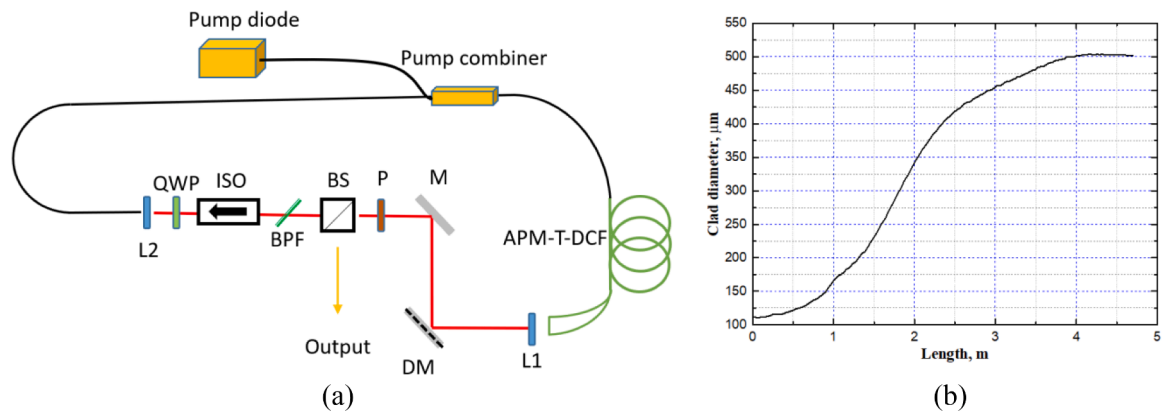 Pump diode
Pump combiner
QWP
ISO
BS
P
M
L2
BPF
APM-T-DCF
Output
DM
L1
(a)
550
500
450
400
350
300
250
200
150
100
0
1
2
3
4
5
Clad diameter, μm
Length, m
(b)